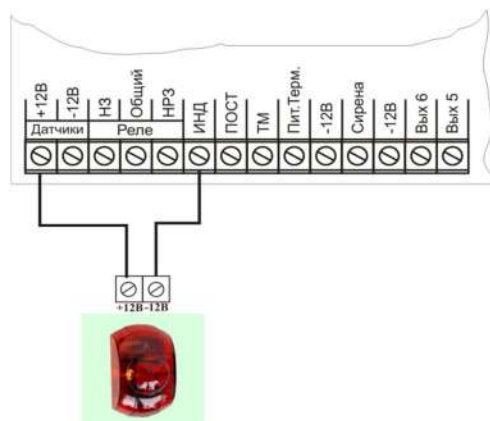 +12В
-12В
НЗ
Общий
НРЗ
ИНД
ПОСТ
ТМ
Пит.Терм.
-12В
Сирена
-12В
Вых 6
Вых 5
Датчики
Реле
+12В -12В